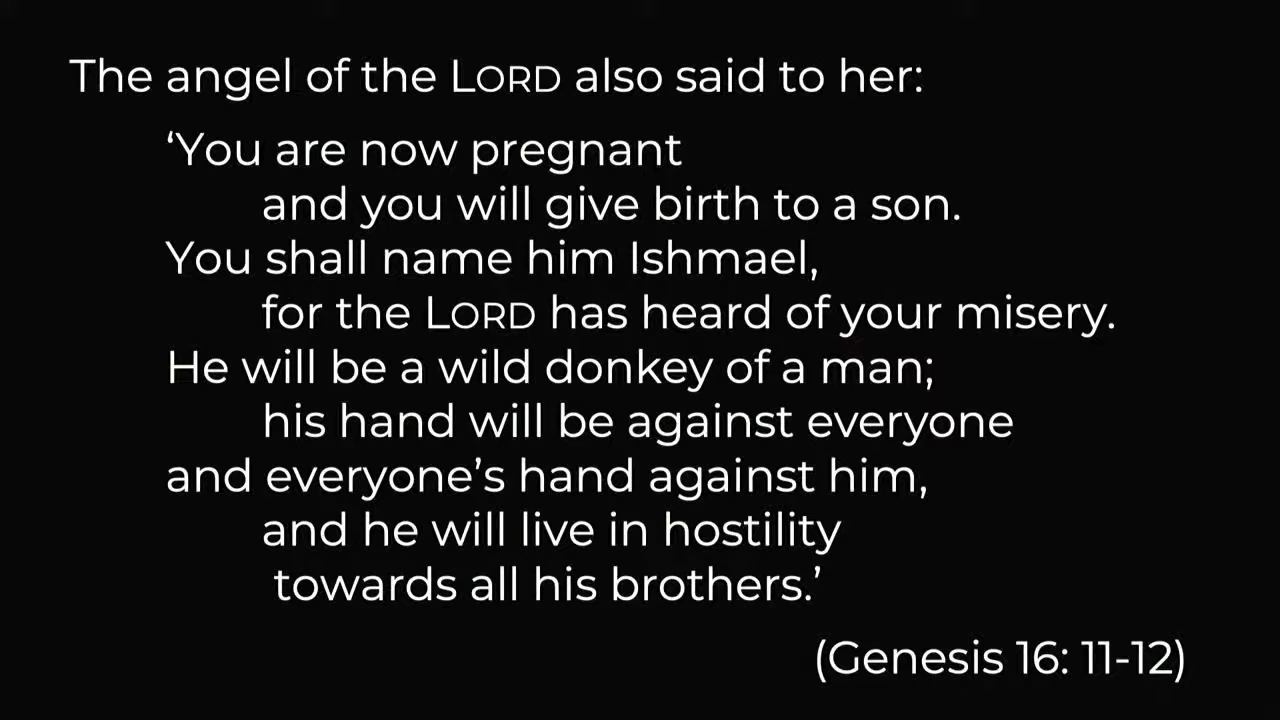 The angel of the LORD also said to her:
‘You are now pregnant
and you will give birth to a son.
You shall name him Ishmael,
for the LORD has heard of your misery.
He will be a wild donkey of a man;
his hand will be against everyone
and everyone’s hand against him,
and he will live in hostility
towards all his brothers.’
(Genesis 16: 11-12)